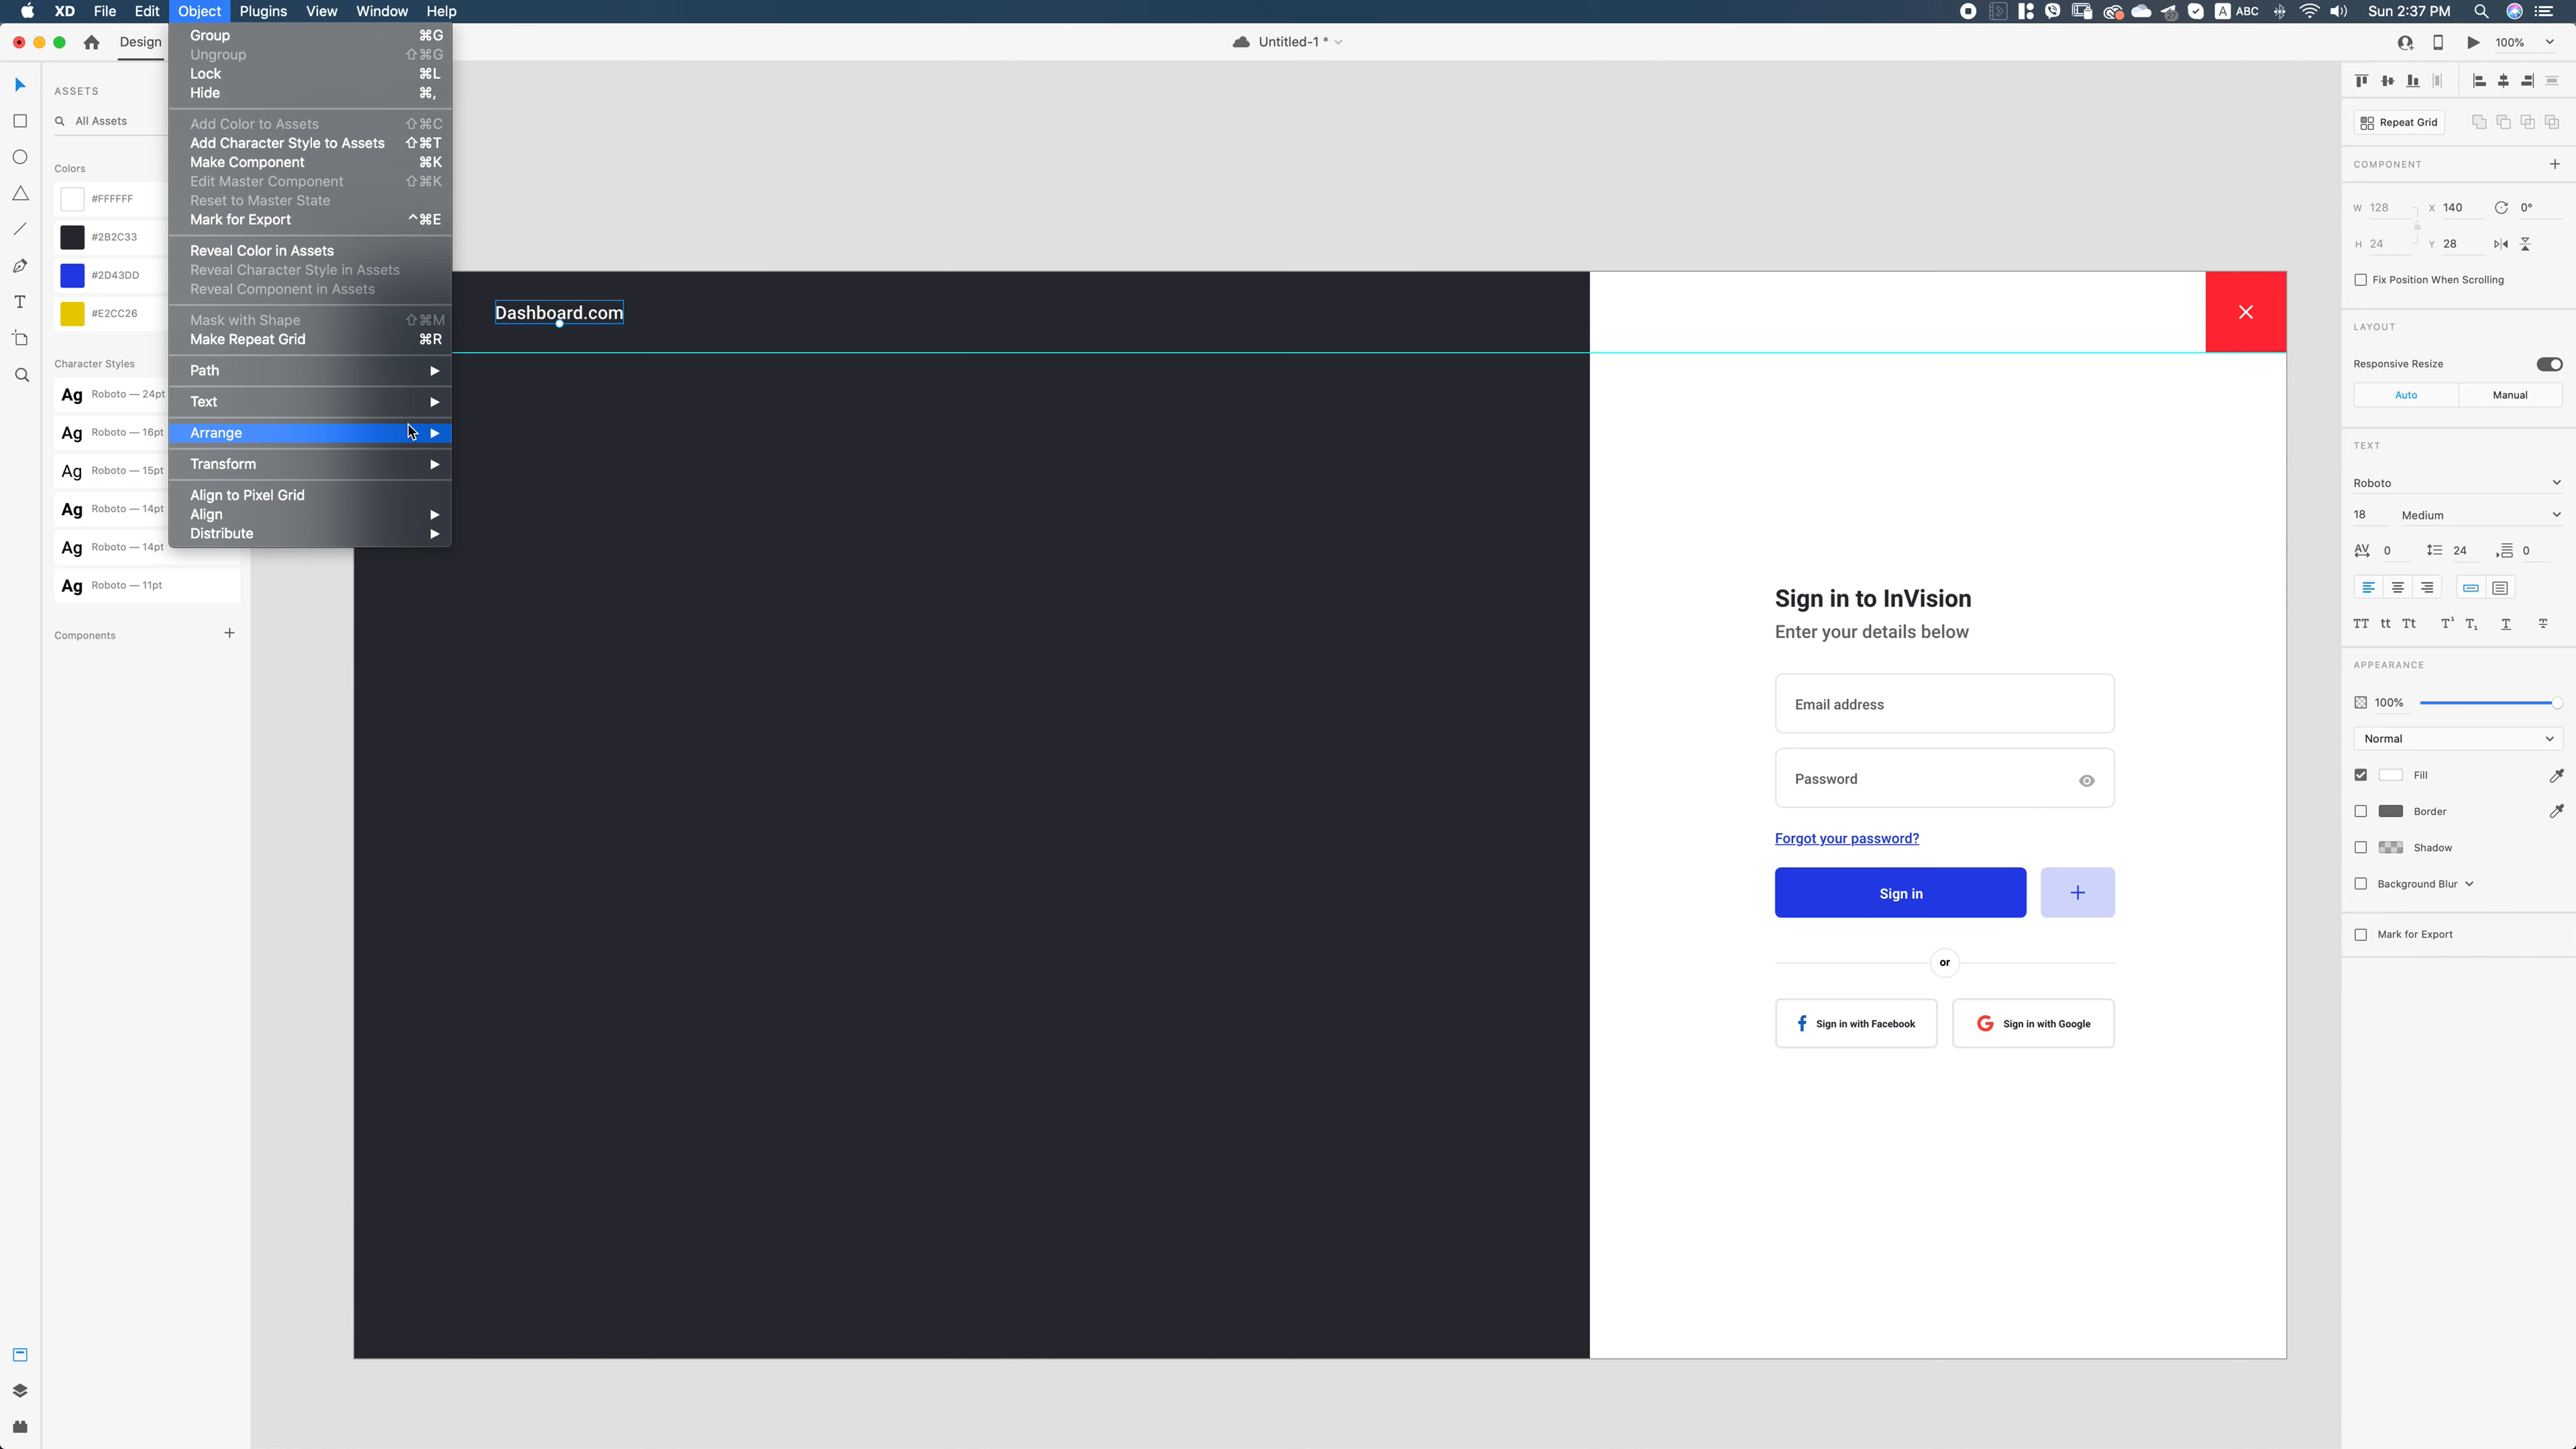 XD File Edit Object Plugins View Window Help
ABC Sun 2:37 PM
Design
Untitled-1 *
100%
Group ⌘G
Ungroup ⇧⌘G
Lock ⌘L
Hide ⌘,
Add Color to Assets ⇧⌘C
Add Character Style to Assets ⇧⌘T
Make Component ⌘K
Edit Master Component ⇧⌘K
Reset to Master State
Mark for Export ^⌘E
Reveal Color in Assets
Reveal Character Style in Assets
Reveal Component in Assets
Mask with Shape ⇧⌘M
Make Repeat Grid ⌘R
Path
Text
Arrange
Transform
Align to Pixel Grid
Align
Distribute
ASSETS
All Assets
Colors
#FFFFFF
#2B2C33
#2D43DD
#E2CC26
Character Styles
Ag Roboto — 24pt
Ag Roboto — 16pt
Ag Roboto — 15pt
Ag Roboto — 14pt
Ag Roboto — 14pt
Ag Roboto — 11pt
Components
Dashboard.com
Sign in to InVision
Enter your details below
Email address
Password
Forgot your password?
Sign in
or
Sign in with Facebook
Sign in with Google
Repeat Grid
COMPONENT
W 128 X 140 0°
H 24 Y 28
Fix Position When Scrolling
LAYOUT
Responsive Resize
Auto Manual
TEXT
Roboto
18 Medium
AV 0 24 0
TT tt Tt T¹ T₁ T T
APPEARANCE
100%
Normal
Fill
Border
Shadow
Background Blur
Mark for Export